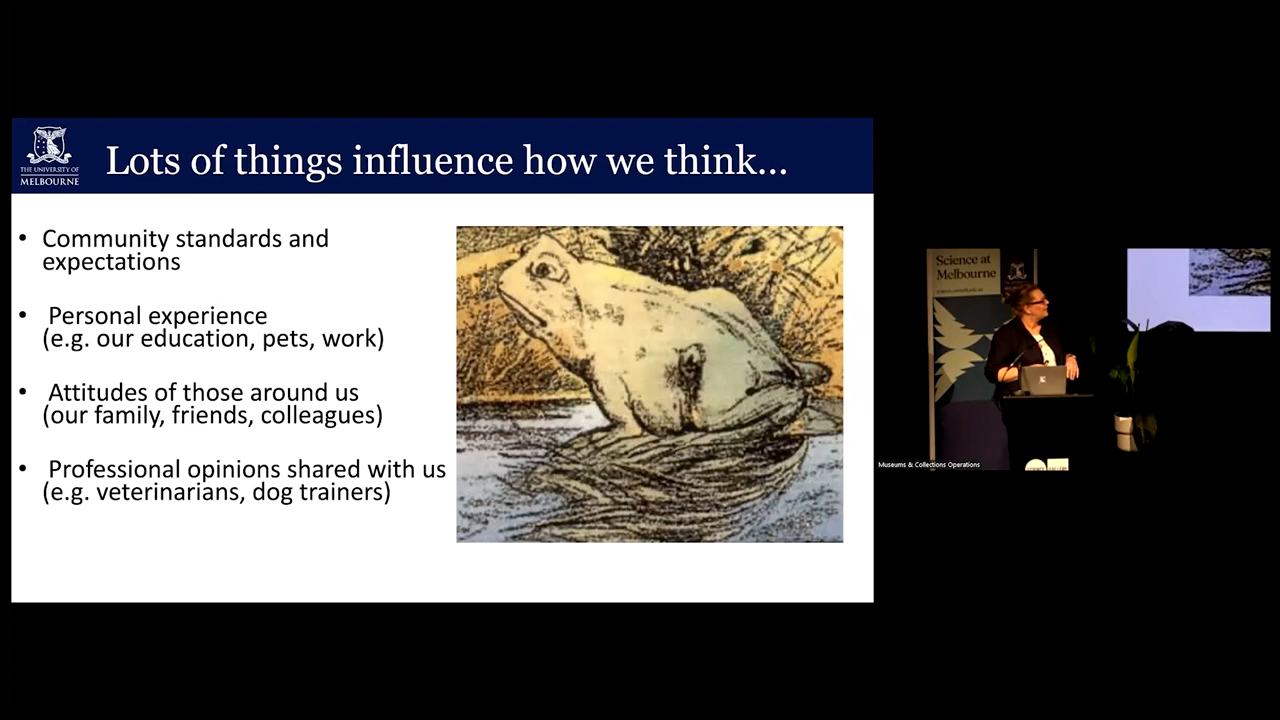 THE UNIVERSITY OF
MELBOURNE
Lots of things influence how we think...
• Community standards and
expectations
• Personal experience
(e.g. our education, pets, work)
• Attitudes of those around us
(our family, friends, colleagues)
• Professional opinions shared with us
(e.g. veterinarians, dog trainers)
Science at
Melbourne
Museums & Collections Operations